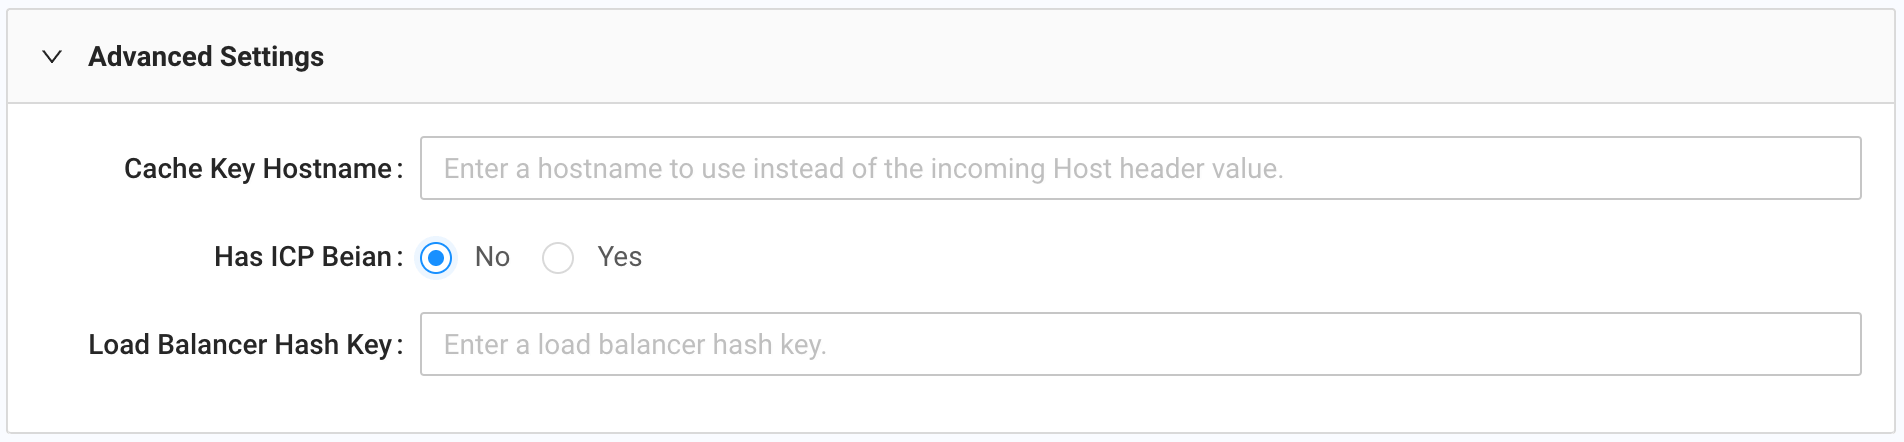 Advanced Settings
Cache Key Hostname: Enter a hostname to use instead of the incoming Host header value.
Has ICP Beian: No Yes
Load Balancer Hash Key: Enter a load balancer hash key.